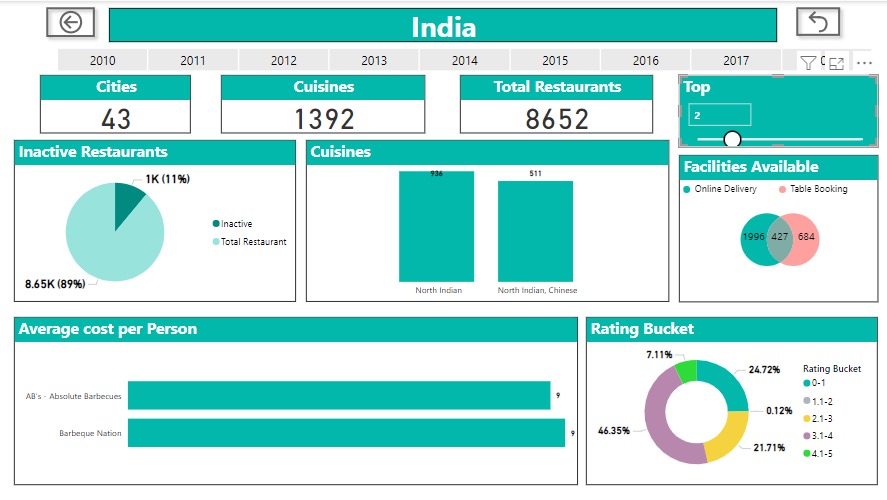 India
2010 2011 2012 2013 2014 2015 2016 2017
Cities
43
Cuisines
1392
Total Restaurants
8652
Top
2
Inactive Restaurants
1K (11%)
8.65K (89%)
Inactive
Total Restaurant
Cuisines
936
511
North Indian
North Indian, Chinese
Facilities Available
Online Delivery
Table Booking
1996 427 684
Average cost per Person
AB's - Absolute Barbecues
9
Barbeque Nation
9
Rating Bucket
7.11%
24.72%
0.12%
46.35%
21.71%
Rating Bucket
0-1
1.1-2
2.1-3
3.1-4
4.1-5